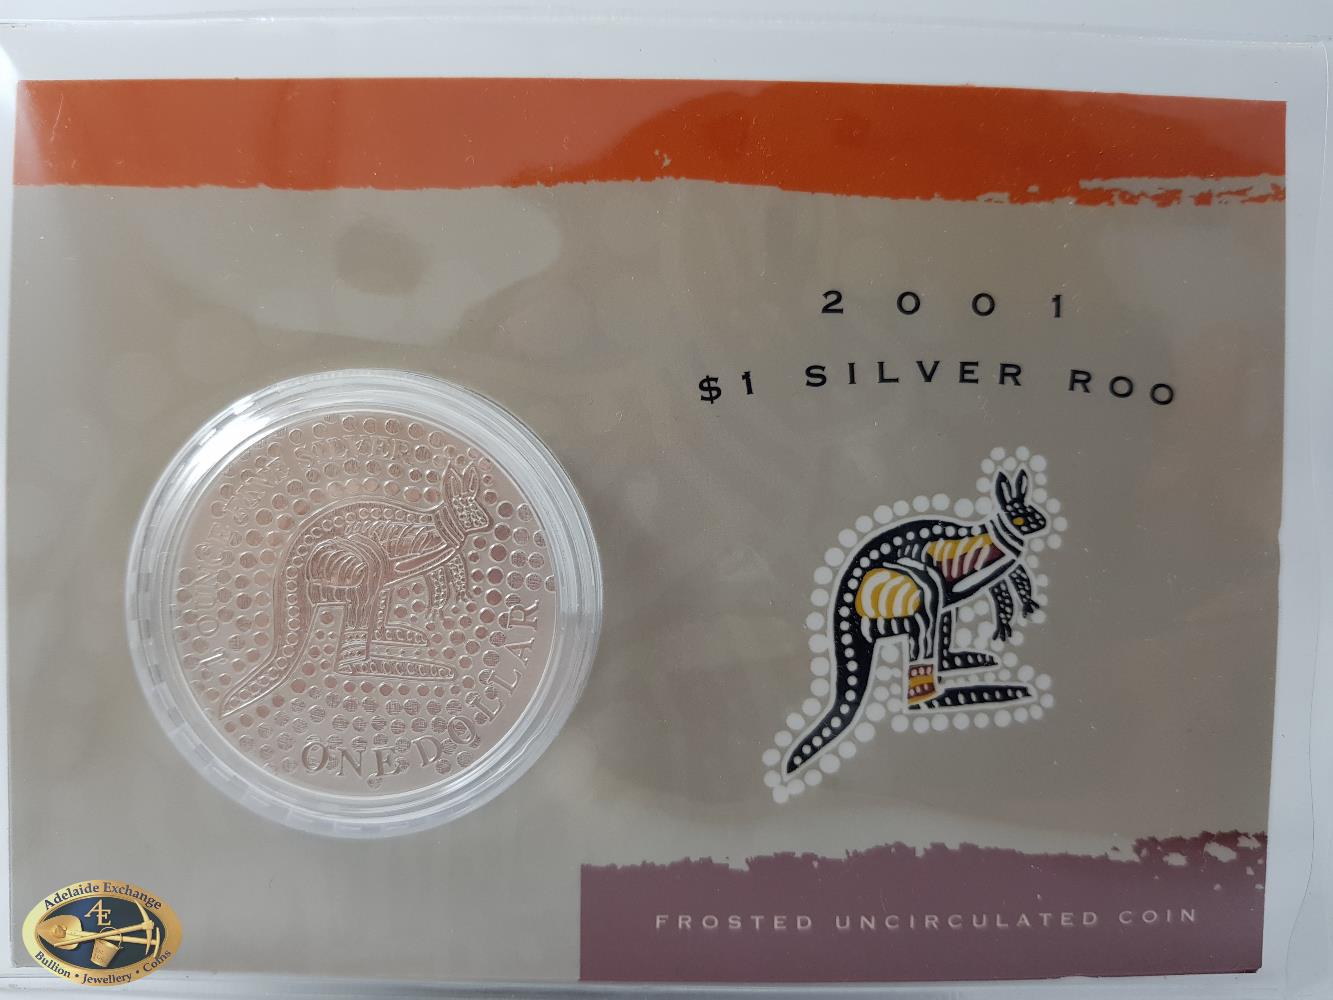 2001
$1 SILVER ROO
1 OUNCE FINE SILVER
ONE DOLLAR
FROSTED UNCIRCULATED COIN
Adelaide Exchange
AE
Bullion • Jewellery • Coins